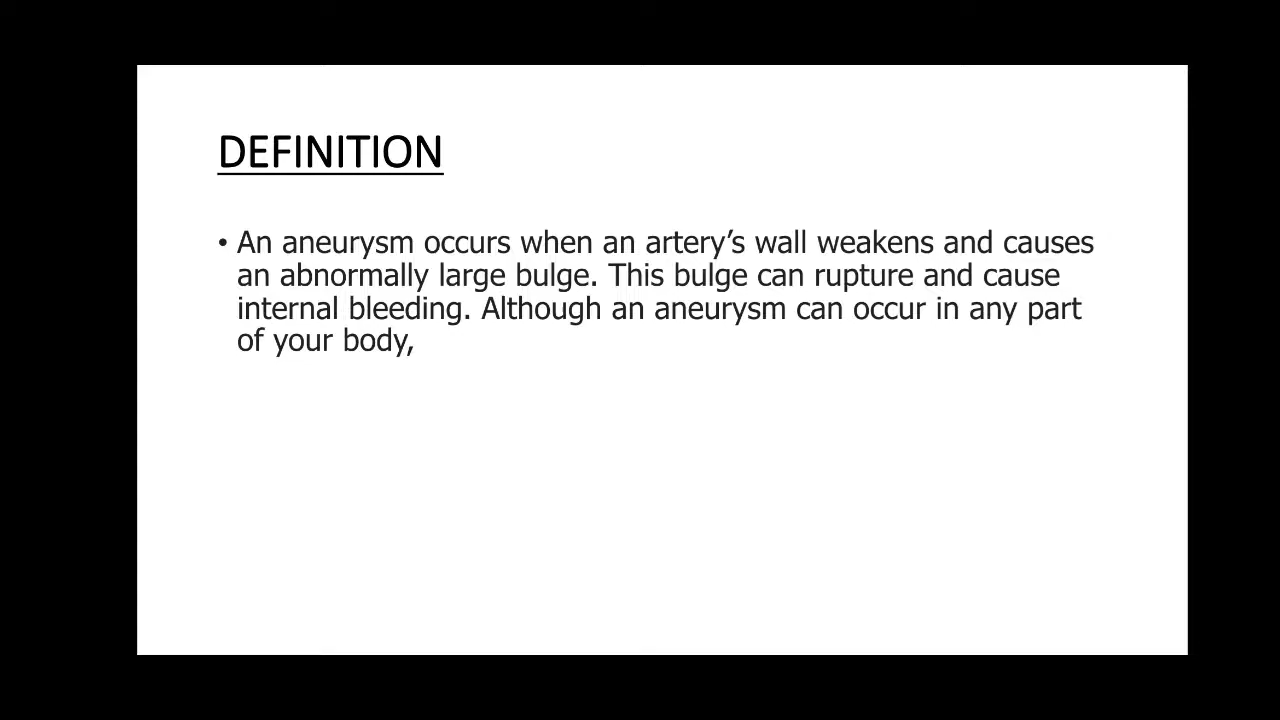 DEFINITION
• An aneurysm occurs when an artery’s wall weakens and causes
an abnormally large bulge. This bulge can rupture and cause
internal bleeding. Although an aneurysm can occur in any part
of your body,